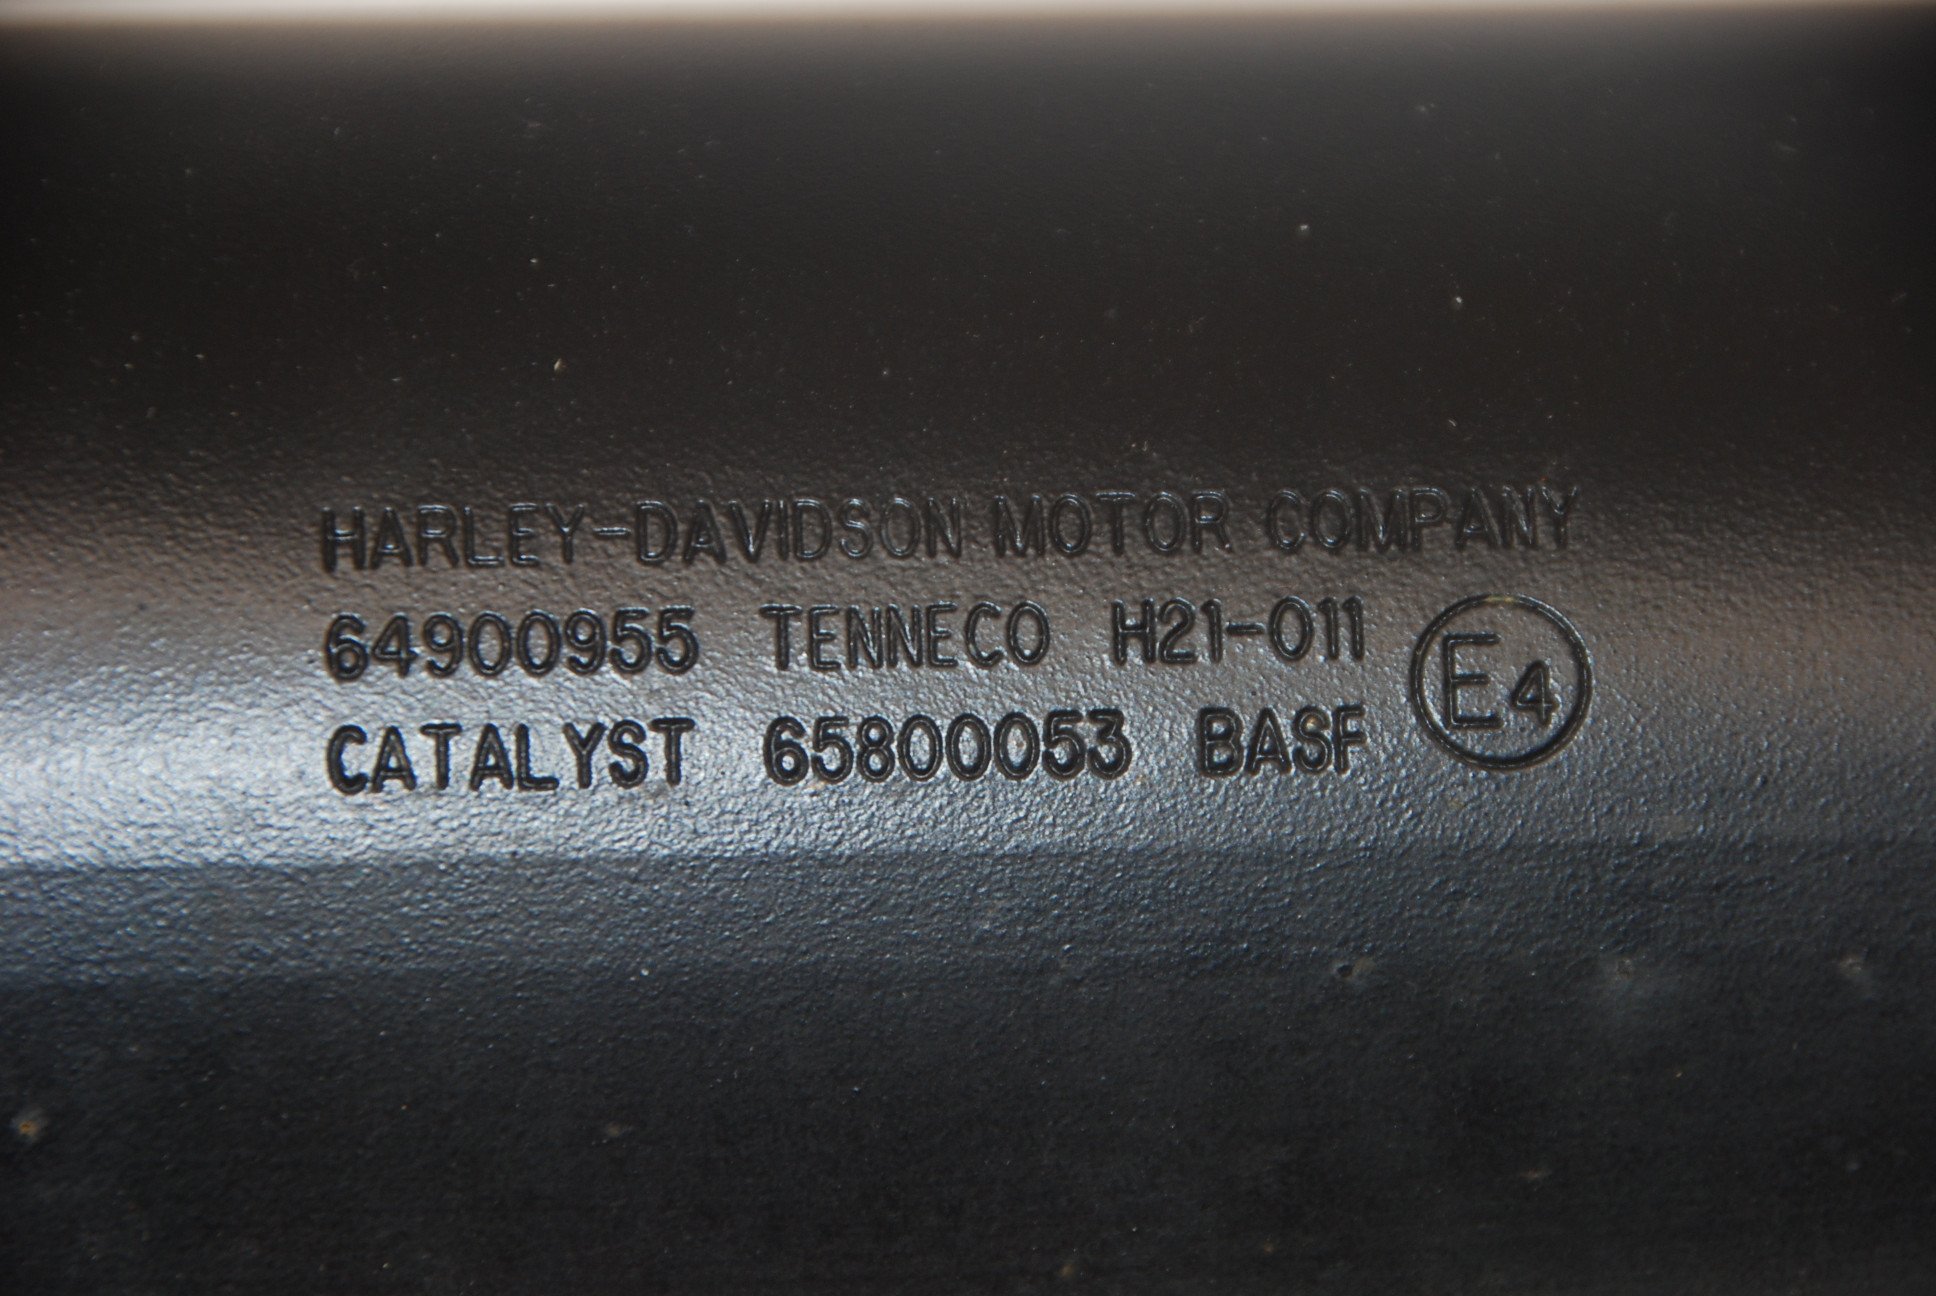 HARLEY-DAVIDSON MOTOR COMPANY
64900955 TENNECO H21-011
CATALYST 65800053 BASF
E4